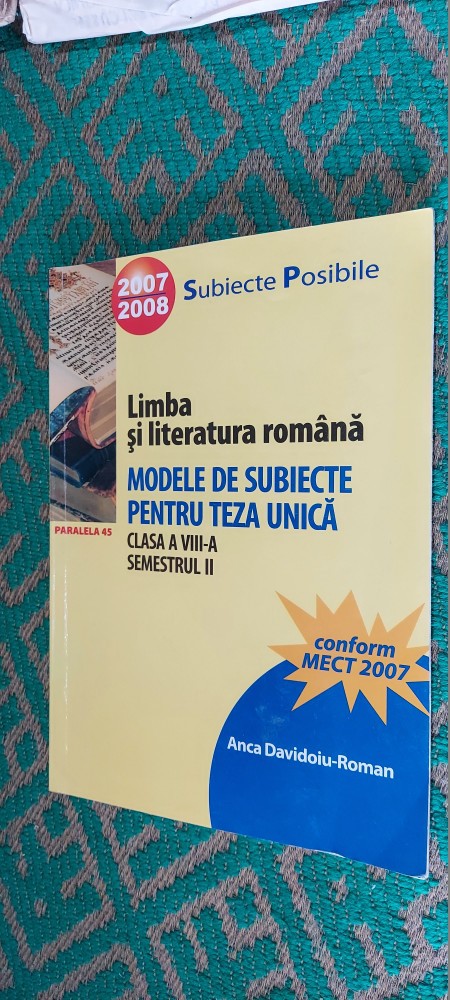 2007
2008
Subiecte Posibile
Limba
și literatura română
MODELE DE SUBIECTE
PENTRU TEZA UNICĂ
CLASA A VIII-A
SEMESTRUL II
PARALELA 45
conform
MECT 2007
Anca Davidoiu-Roman